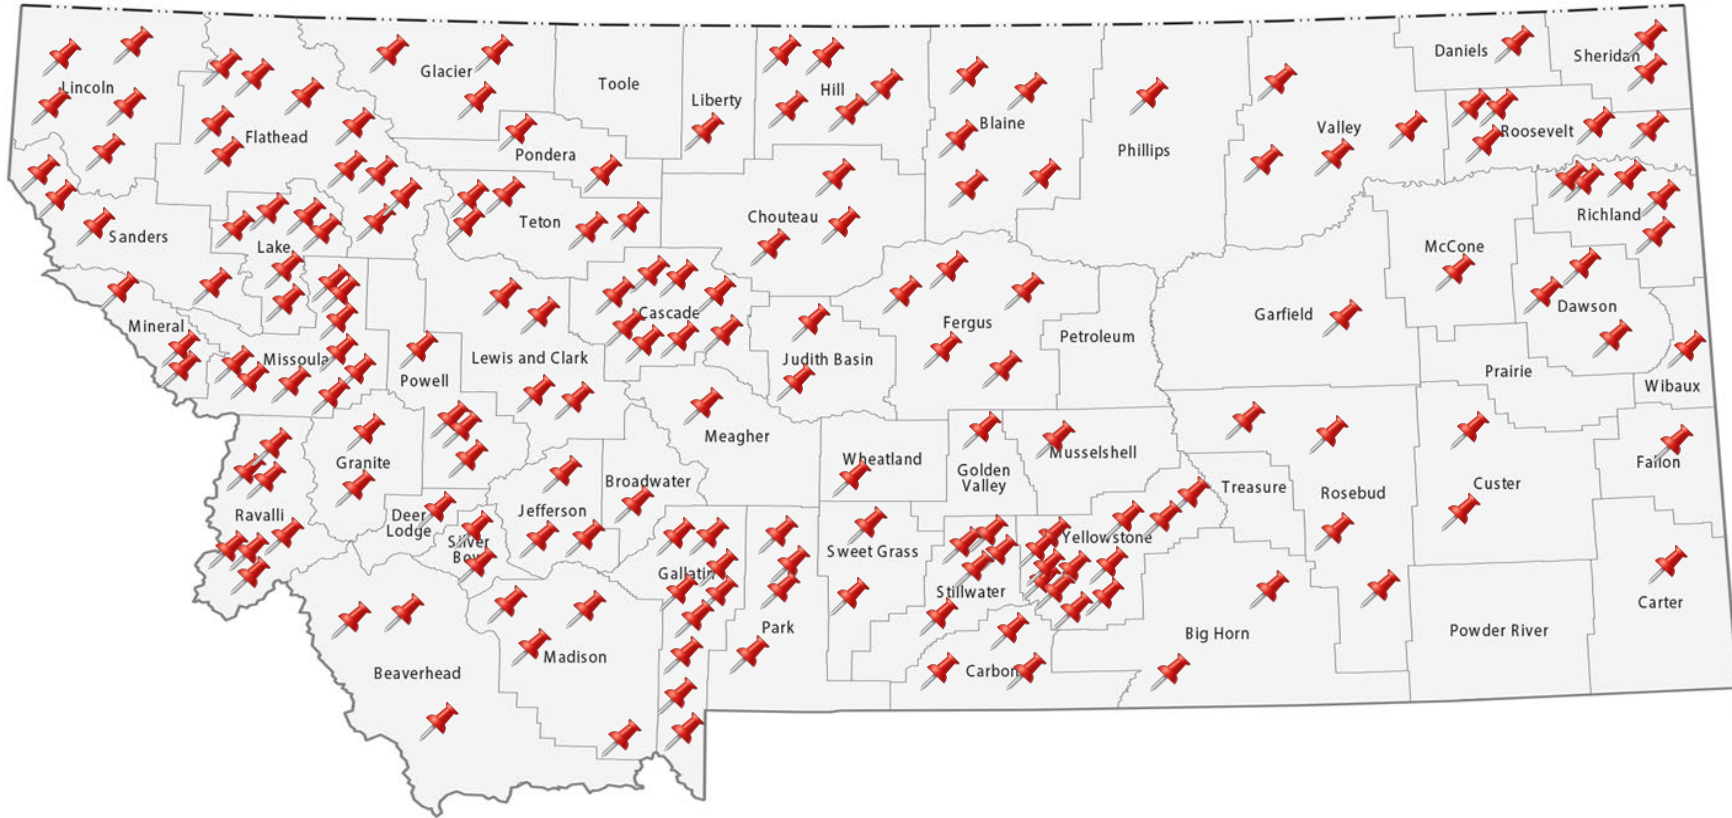 Daniels
Sheridan
Lincoln
Glacier
Toole
Liberty
Hill
Blaine
Phillips
Valley
Roosevelt
Flathead
Pondera
Sanders
Lake
Teton
Chouteau
McCone
Richland
Mineral
Missoula
Powell
Lewis and Clark
Cascade
Judith Basin
Fergus
Petroleum
Garfield
Dawson
Prairie
Wibaux
Granite
Meagher
Wheatland
Golden
Valley
Musselshell
Treasure
Rosebud
Custer
Fallon
Ravalli
Deer
Lodge
Silver
Bow
Jefferson
Broadwater
Gallatin
Park
Sweet Grass
Stillwater
Yellowstone
Big Horn
Powder River
Carter
Beaverhead
Madison
Carbon